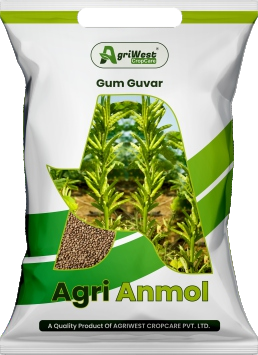 AgriWest®
CropCare
Gum Guvar
Agri Anmol
A Quality Product Of AGRIWEST CROPCARE PVT. LTD.